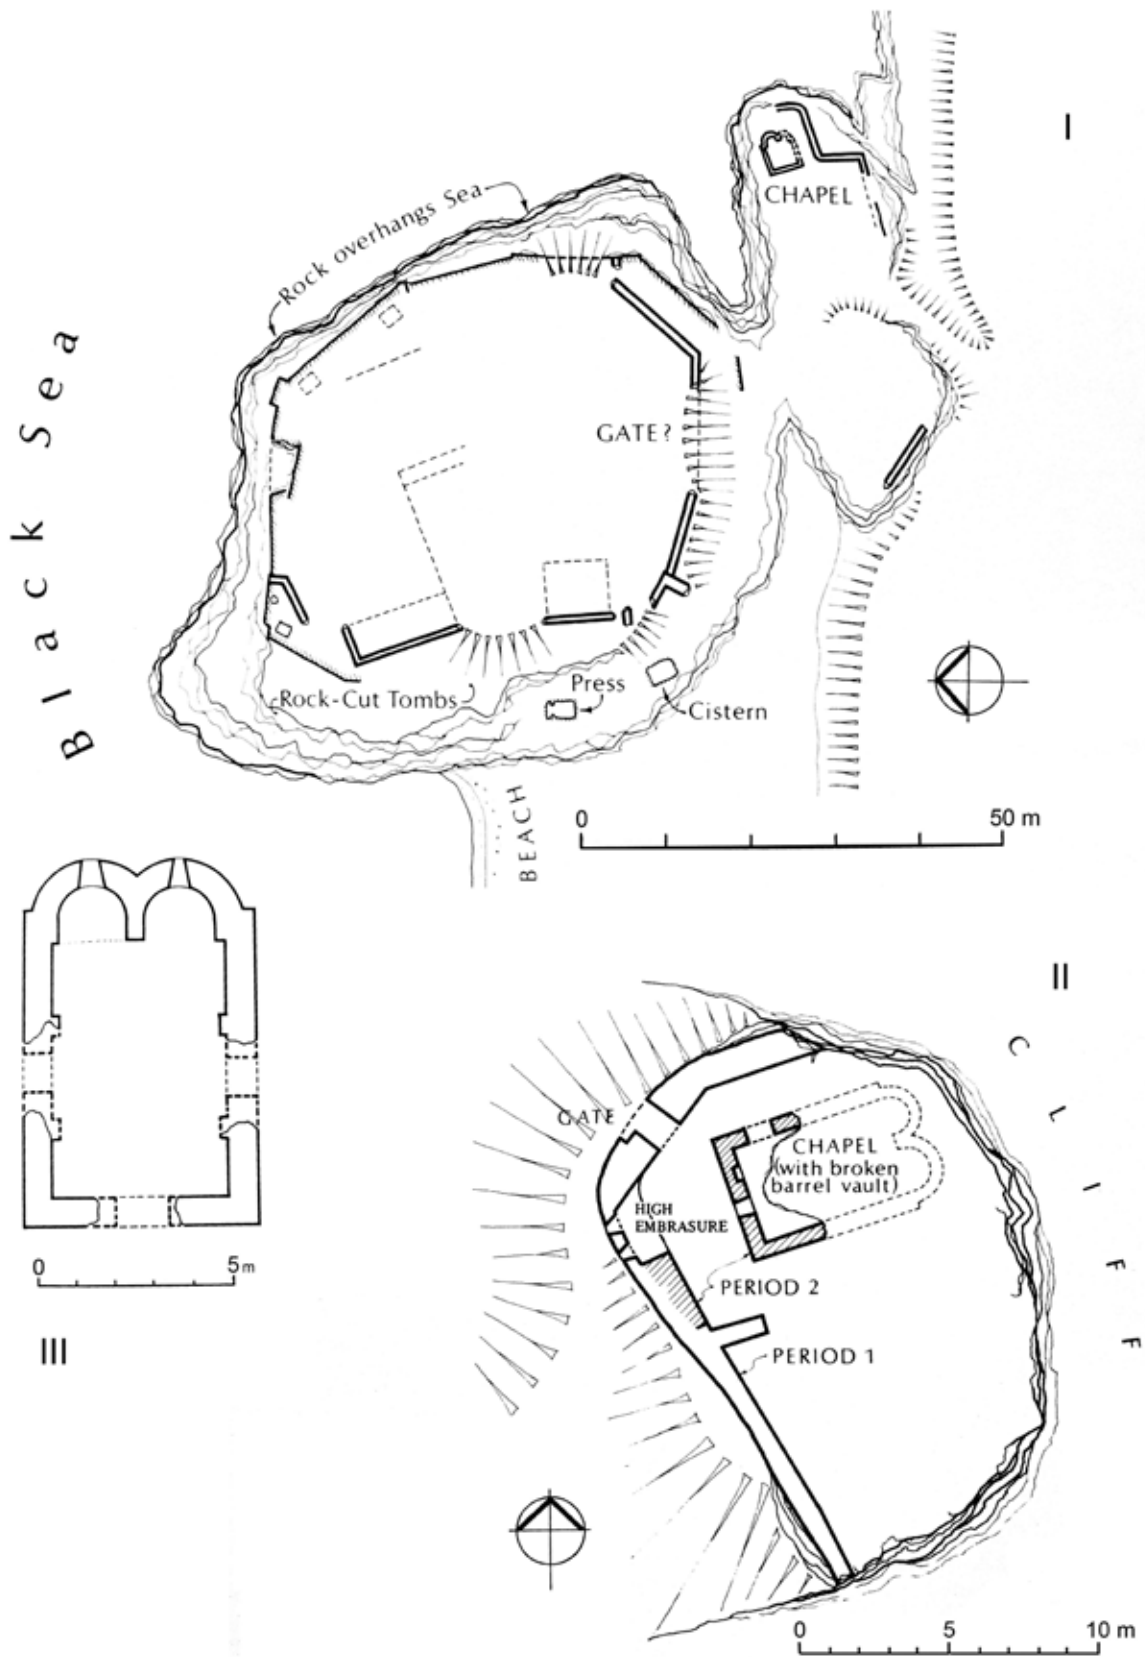 I
CHAPEL
Rock overhangs Sea
Black Sea
GATE?
Rock-Cut Tombs
Press
Cistern
BEACH
0 50 m
II
CLIFF
GATE
CHAPEL
(with broken
barrel vault)
HIGH
EMBRASURE
PERIOD 2
PERIOD 1
0 5 m
III
0 5 10 m